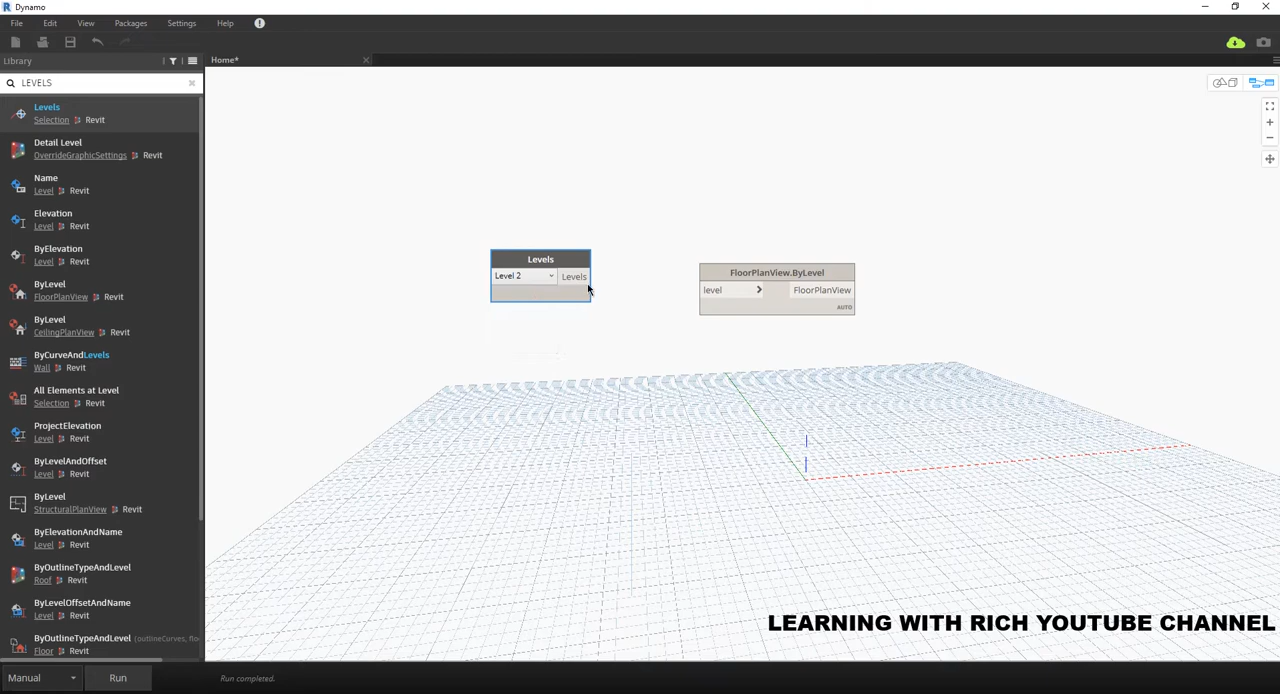 Dynamo
File Edit View Packages Settings Help
Library
Home*
LEVELS
Levels
Selection Revit
Detail Level
OverrideGraphicSettings Revit
Name
Level Revit
Elevation
Level Revit
ByElevation
Level Revit
ByLevel
FloorPlanView Revit
ByLevel
CeilingPlanView Revit
ByCurveAndLevels
Wall Revit
All Elements at Level
Selection Revit
ProjectElevation
Level Revit
ByLevelAndOffset
Level Revit
ByLevel
StructuralPlanView Revit
ByElevationAndName
Level Revit
ByOutlineTypeAndLevel
Roof Revit
ByLevelOffsetAndName
Level Revit
ByOutlineTypeAndLevel (outlineCurves, flo
Floor Revit
Levels
Level 2 Levels
FloorPlanView.ByLevel
level > FloorPlanView
AUTO
LEARNING WITH RICH YOUTUBE CHANNEL
Manual Run Run completed.